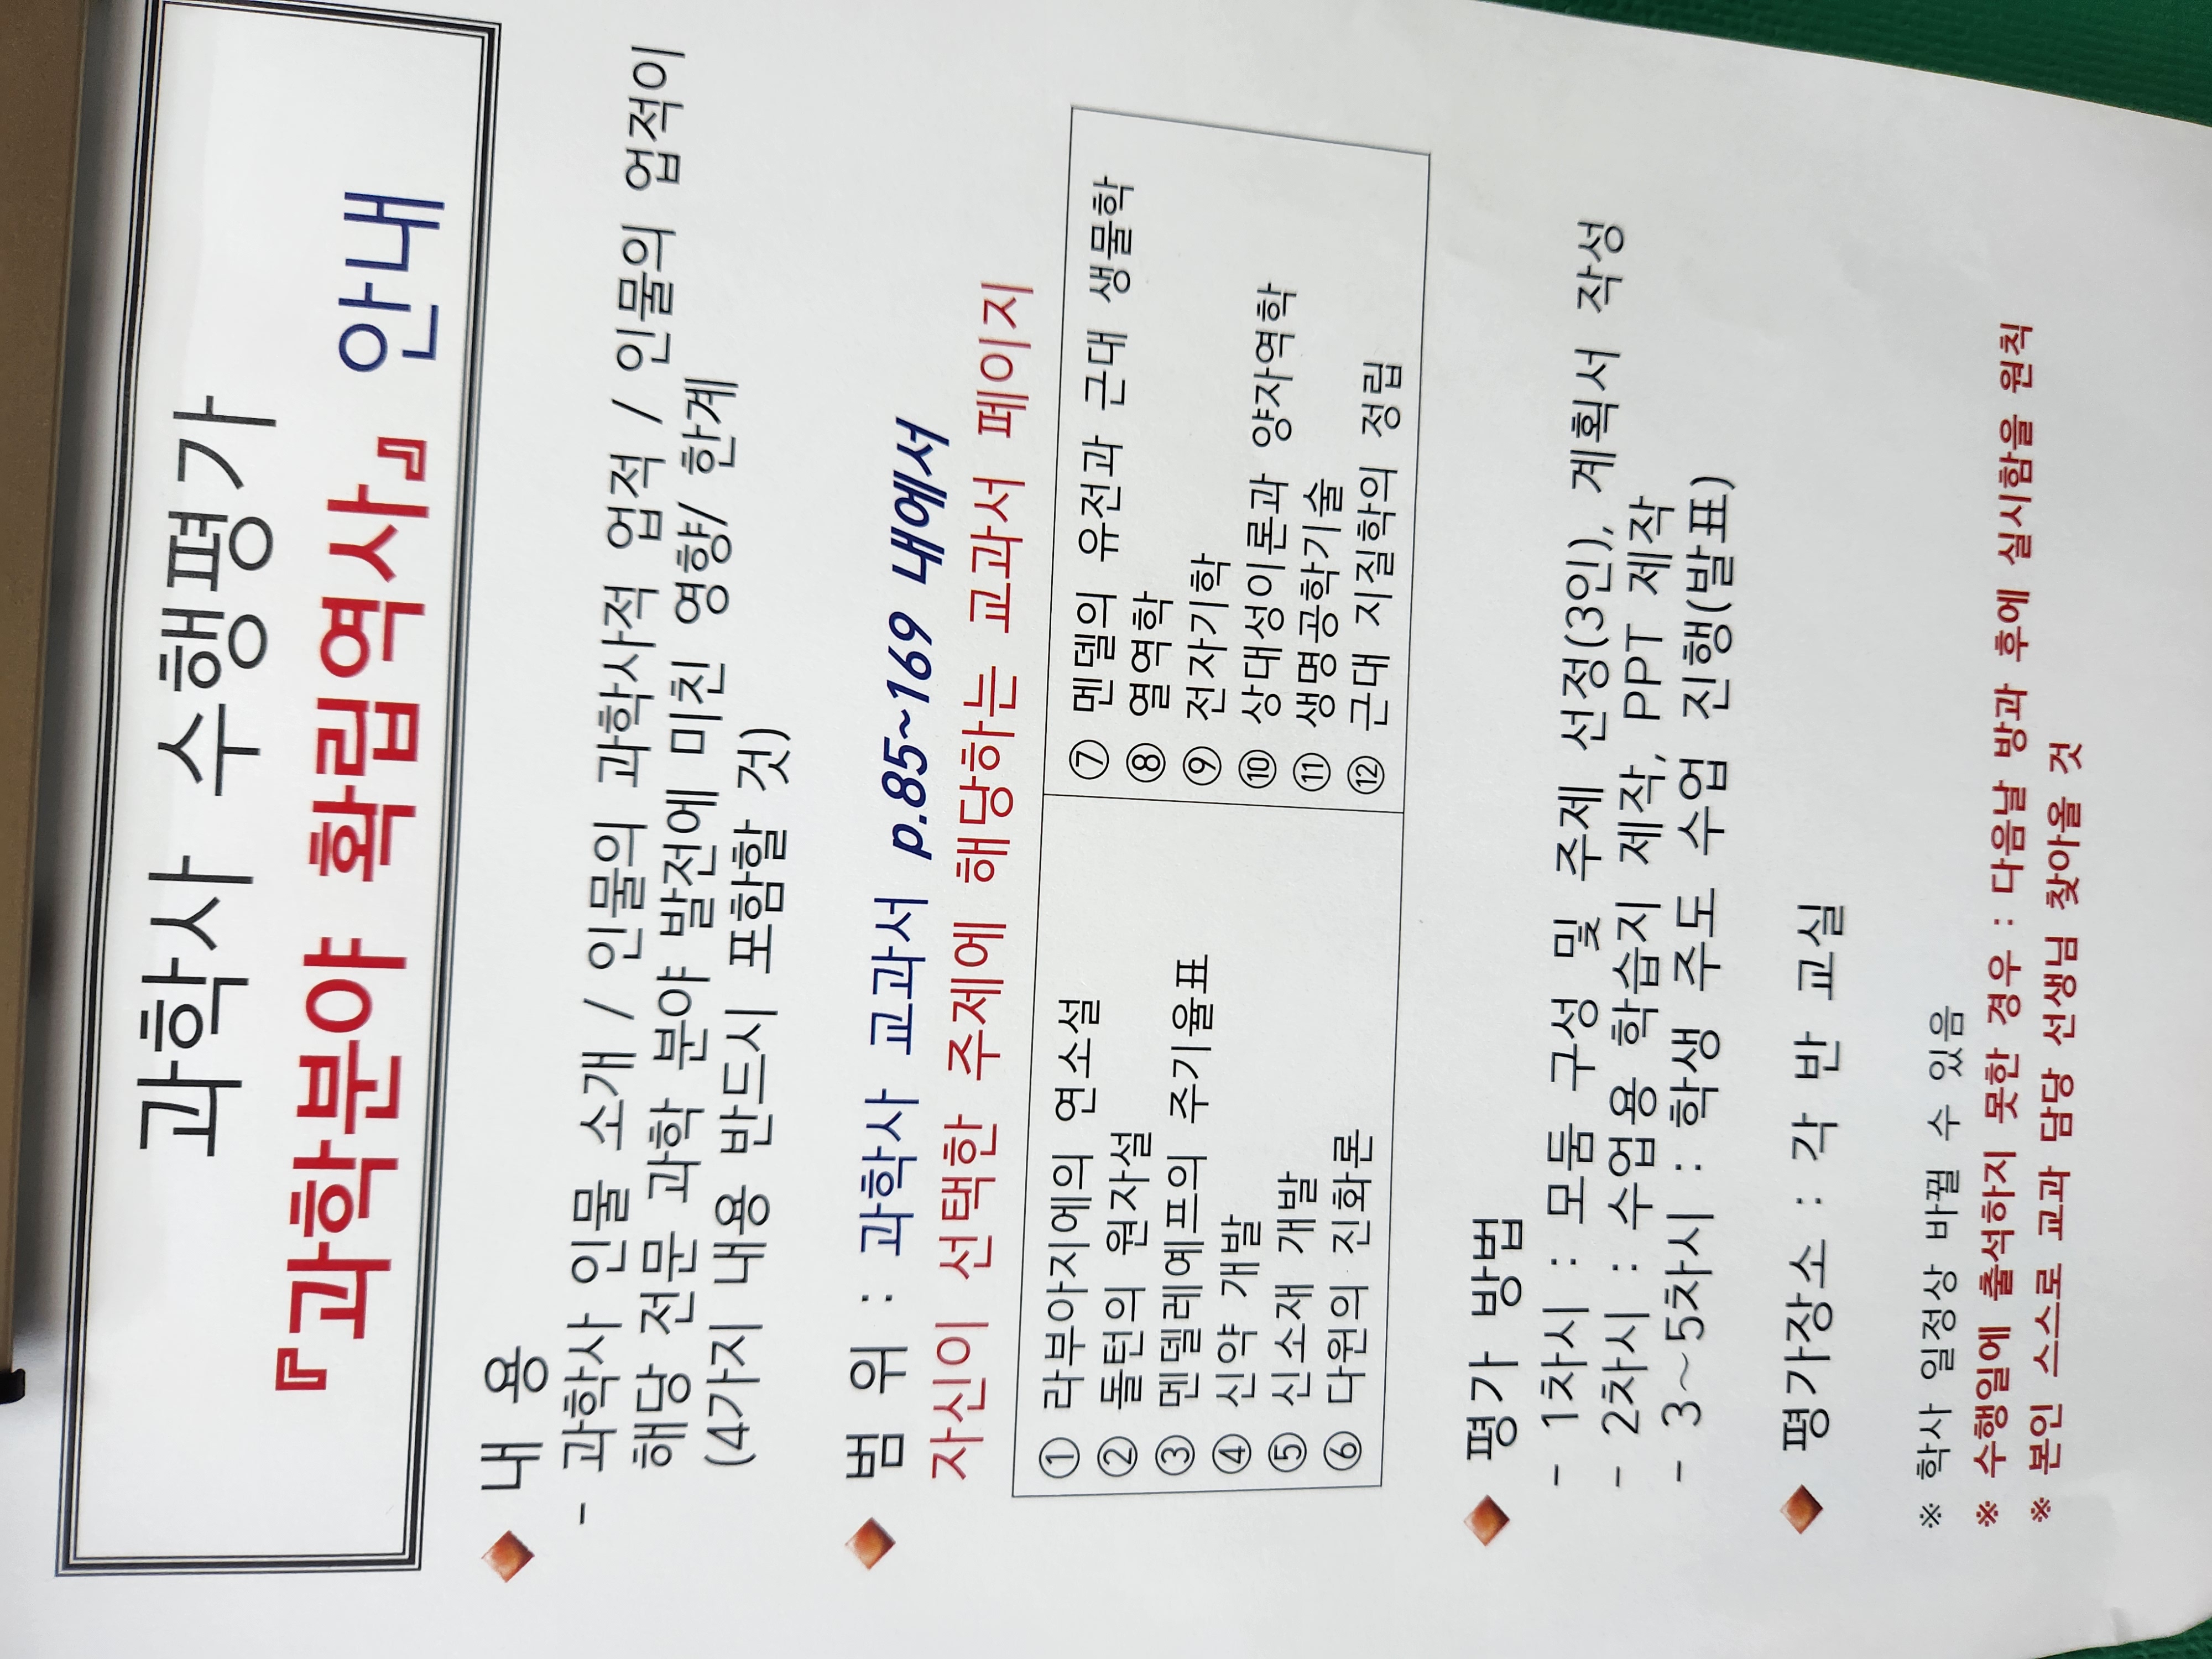 과학사 수행평가
『과학분야 확립역사』 안내
내 용
- 과학사 인물 소개 / 인물의 과학사적 업적 / 인물의 업적이
해당 전문 과학 분야 발전에 미친 영향/ 한계
(4가지 내용 반드시 포함할 것)
범 위 : 과학사 교과서 p.85~169 내에서
자신이 선택한 주제에 해당하는 교과서 페이지
① 라부아지에의 연소설
② 돌턴의 원자설
③ 멘델레예프의 주기율표
④ 신약 개발
⑤ 신소재 개발
⑥ 다윈의 진화론
⑦ 멘델의 유전과 근대 생물학
⑧ 열역학
⑨ 전자기학
⑩ 상대성이론과 양자역학
⑪ 생명공학기술
⑫ 근대 지질학의 정립
평가 방법
- 1차시 : 모둠 구성 및 주제 선정(3인), 계획서 작성
- 2차시 : 수업용 학습지 제작, PPT 제작
- 3~5차시 : 학생 주도 수업 진행(발표)
평가장소 : 각 반 교실
※ 학사 일정상 바뀔 수 있음
※ 수행일에 출석하지 못한 경우 : 다음날 방과 후에 실시함을 원칙
※ 본인 스스로 교과 담당 선생님 찾아올 것